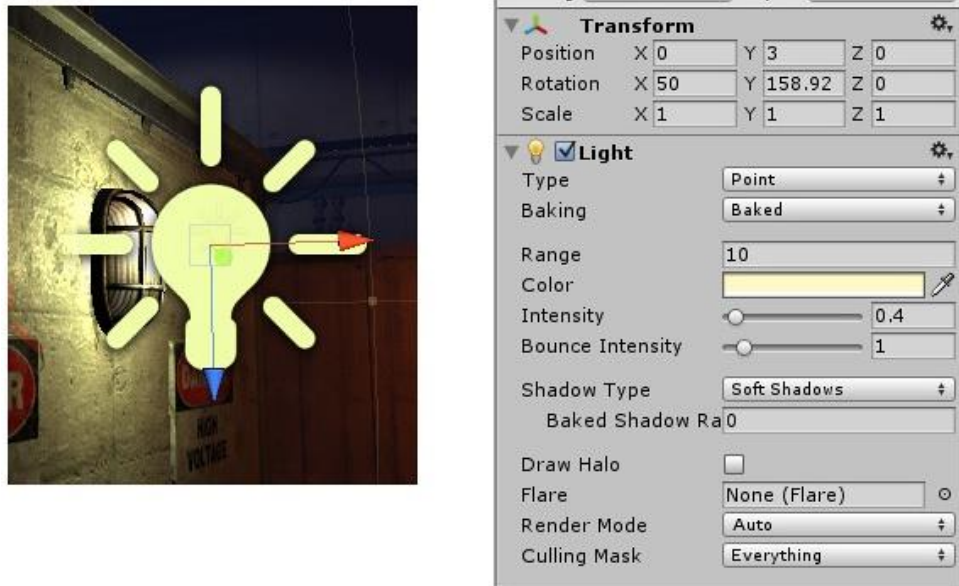 HIGH
VOLTAGE
Transform
Position X 0 Y 3 Z 0
Rotation X 50 Y 158.92 Z 0
Scale X 1 Y 1 Z 1
Light
Type Point
Baking Baked
Range 10
Color
Intensity 0.4
Bounce Intensity 1
Shadow Type Soft Shadows
Baked Shadow Ra 0
Draw Halo
Flare None (Flare)
Render Mode Auto
Culling Mask Everything